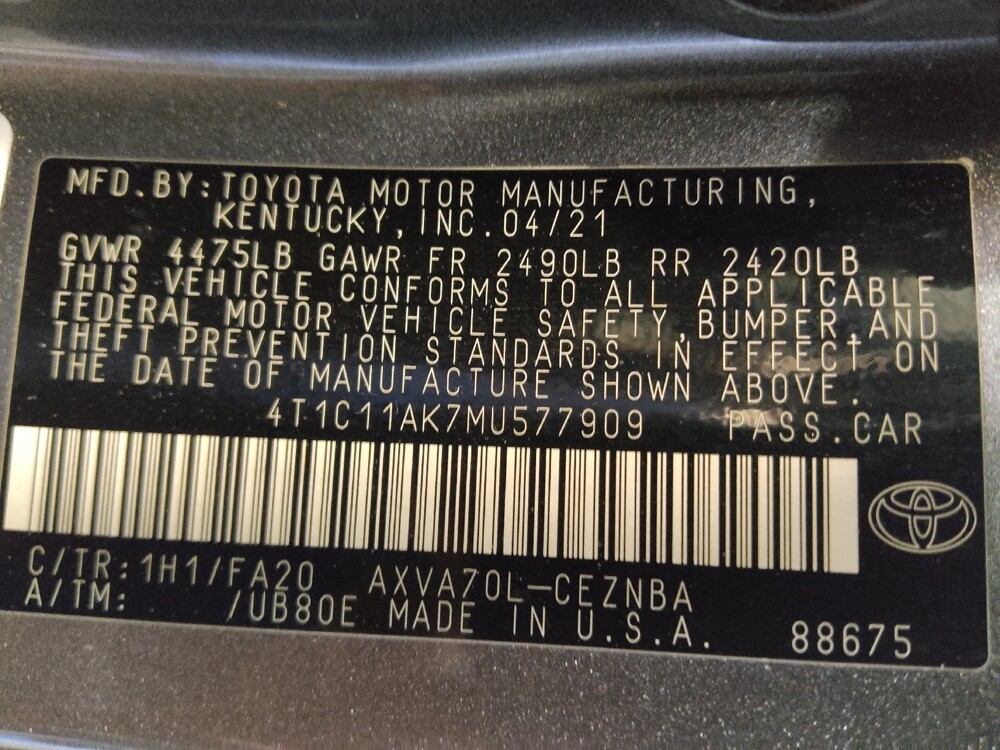 MFD.BY:TOYOTA MOTOR MANUFACTURING,
KENTUCKY,INC.04/21
GVWR 4475LB GAWR FR 2490LB RR 2420LB
THIS VEHICLE CONFORMS TO ALL APPLICABLE
FEDERAL MOTOR VEHICLE SAFETY,BUMPER,AND
THEFT PREVENTION STANDARDS IN EFFECT ON
THE DATE OF MANUFACTURE SHOWN ABOVE.
4T1C11AK7MU577909 PASS.CAR
C/TR:1H1/FA20 AXVA70L-CEZNBA
A/TM: /UB80E MADE IN U.S.A. 88675